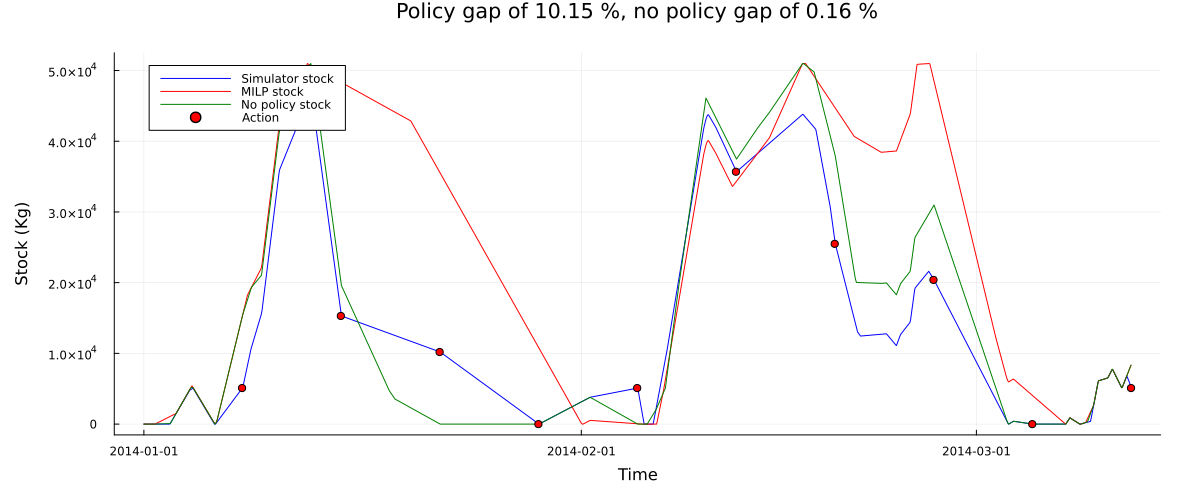 Policy gap of 10.15 %, no policy gap of 0.16 %
Simulator stock
MILP stock
No policy stock
Action
5.0×10⁴
4.0×10⁴
3.0×10⁴
2.0×10⁴
1.0×10⁴
0
Stock (Kg)
2014-01-01
2014-02-01
2014-03-01
Time